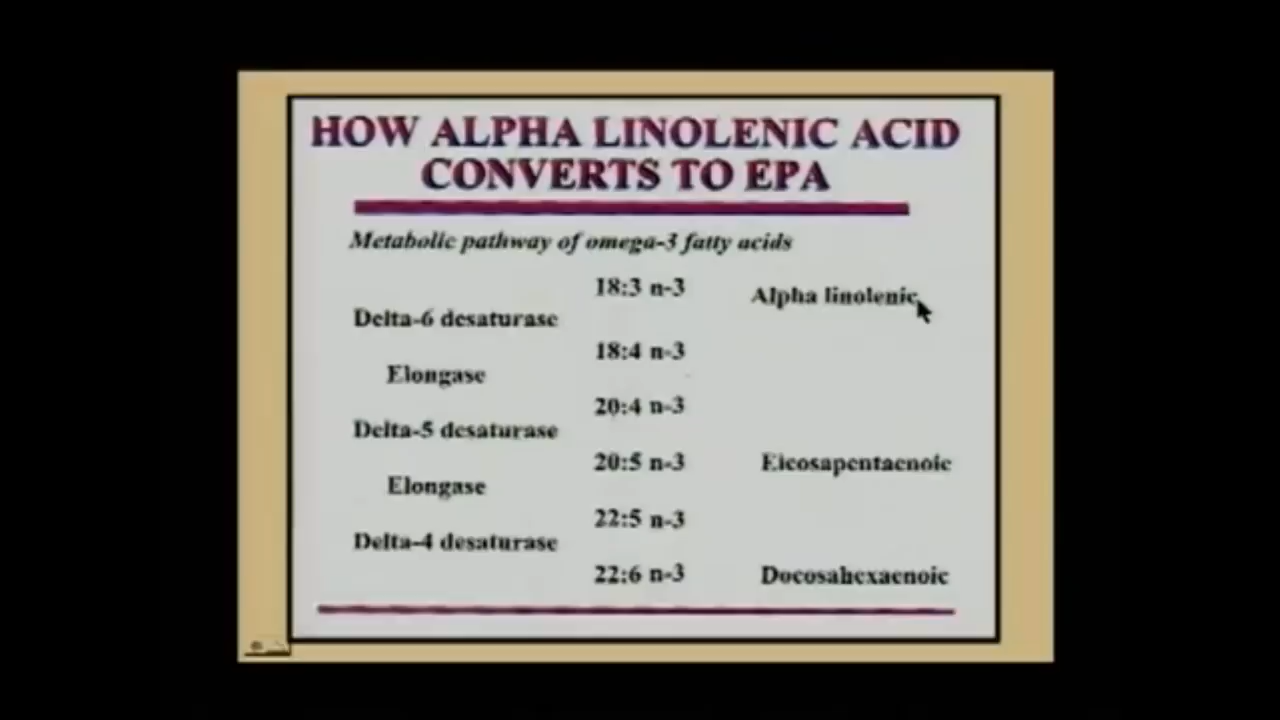 HOW ALPHA LINOLENIC ACID
CONVERTS TO EPA
Metabolic pathway of omega-3 fatty acids
18:3 n-3 Alpha linolenic
Delta-6 desaturase
18:4 n-3
Elongase
20:4 n-3
Delta-5 desaturase
20:5 n-3 Eicosapentaenoic
Elongase
22:5 n-3
Delta-4 desaturase
22:6 n-3 Docosahexaenoic